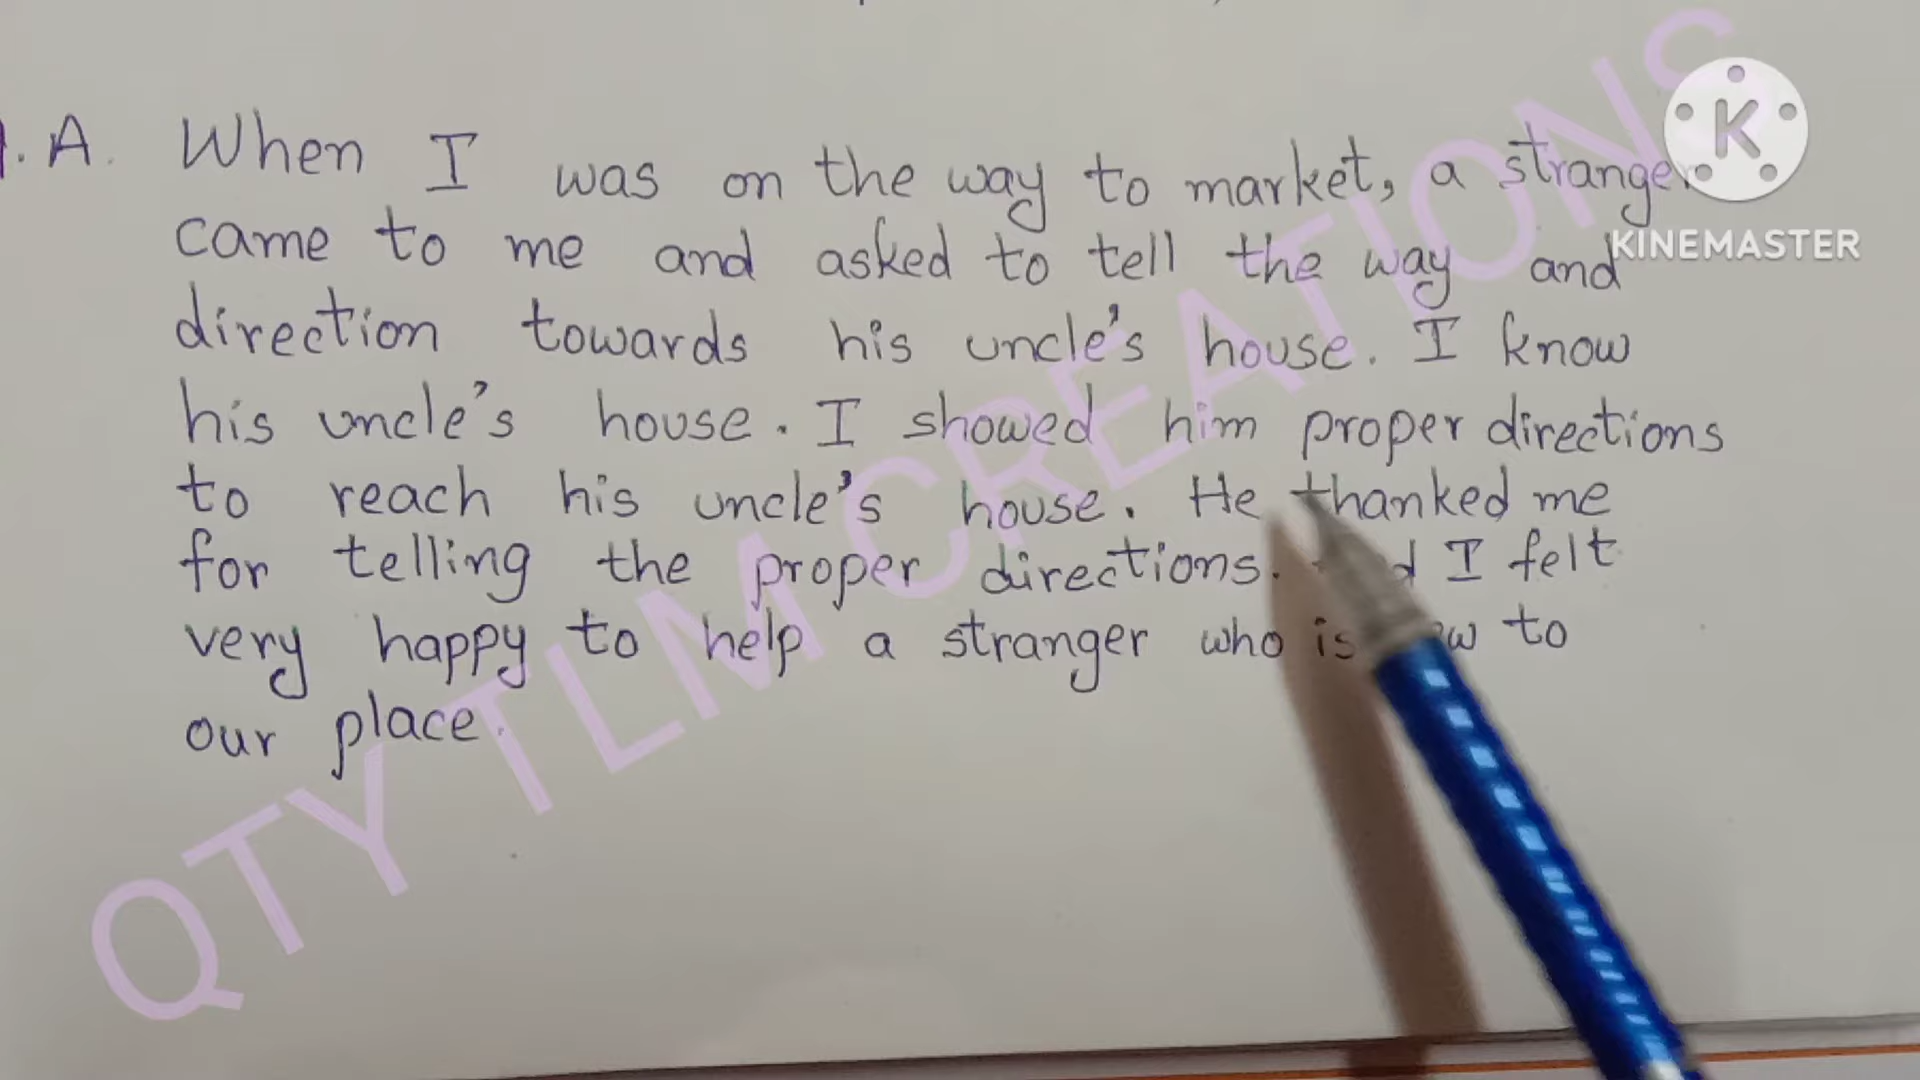 A. When I was on the way to market, a stranger
came to me and asked to tell the way and
direction towards his uncle's house. I know
his uncle's house. I showed him proper directions
to reach his uncle's house. He thanked me
for telling the proper directions. I felt
very happy to help a stranger who is to
our place.
K
KINEMASTER
QTY TLM CREATIONS